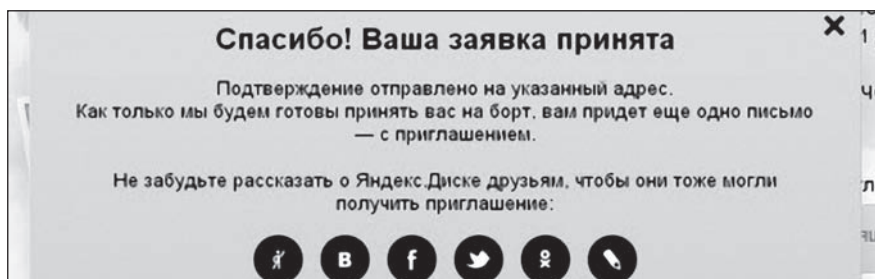 Спасибо! Ваша заявка принята
Подтверждение отправлено на указанный адрес.
Как только мы будем готовы принять вас на борт, вам придет еще одно письмо
— с приглашением.
Не забудьте рассказать о Яндекс.Диске друзьям, чтобы они тоже могли
получить приглашение: